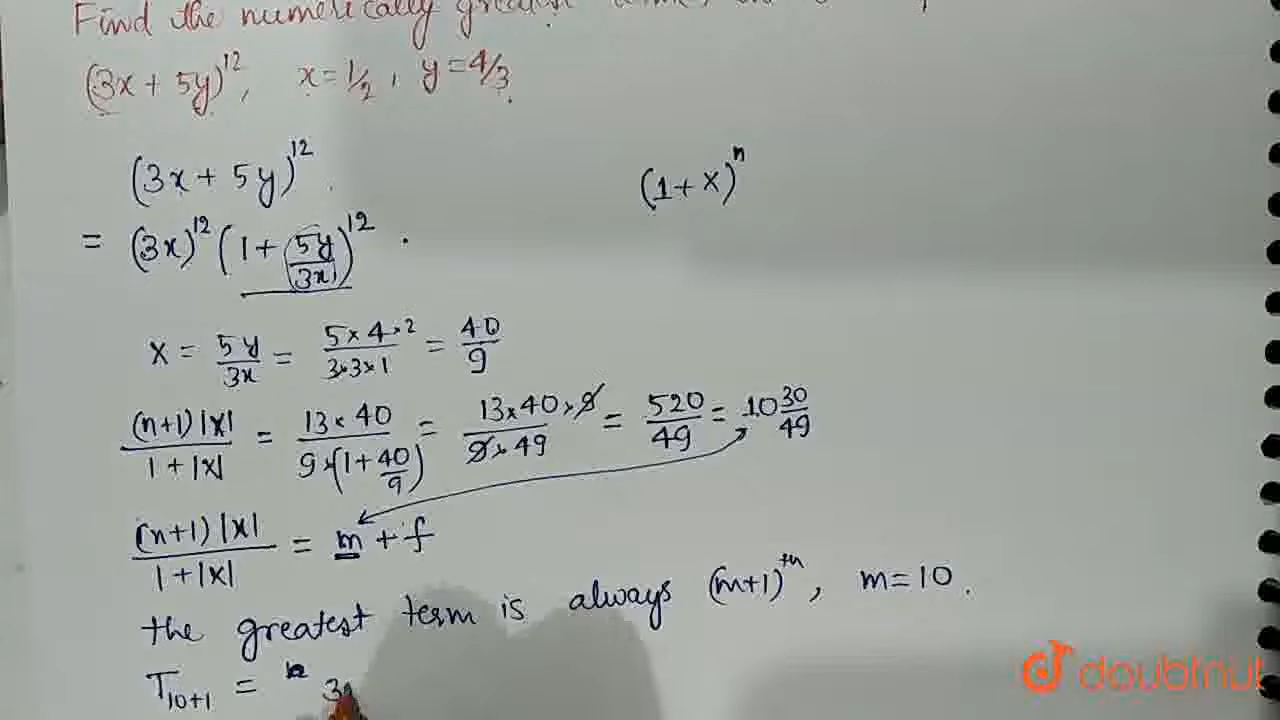 Find the numerically greatest
(3x + 5y)^12, x = 1/2, y = 4/3.
(3x + 5y)^12.
(1 + x)^n
= (3x)^12 (1 + 5y/3x)^12.
x = 5y/3x = 5×4×2/3×3×1 = 40/9
(n+1)|x|/1+|x| = 13×40/9×(1+40/9) = 13×40×9/9×49 = 520/49 = 10 30/49
(n+1)|x|/1+|x| = m + f
the greatest term is always (m+1)^th, m=10.
T10+1 =
doubtnut